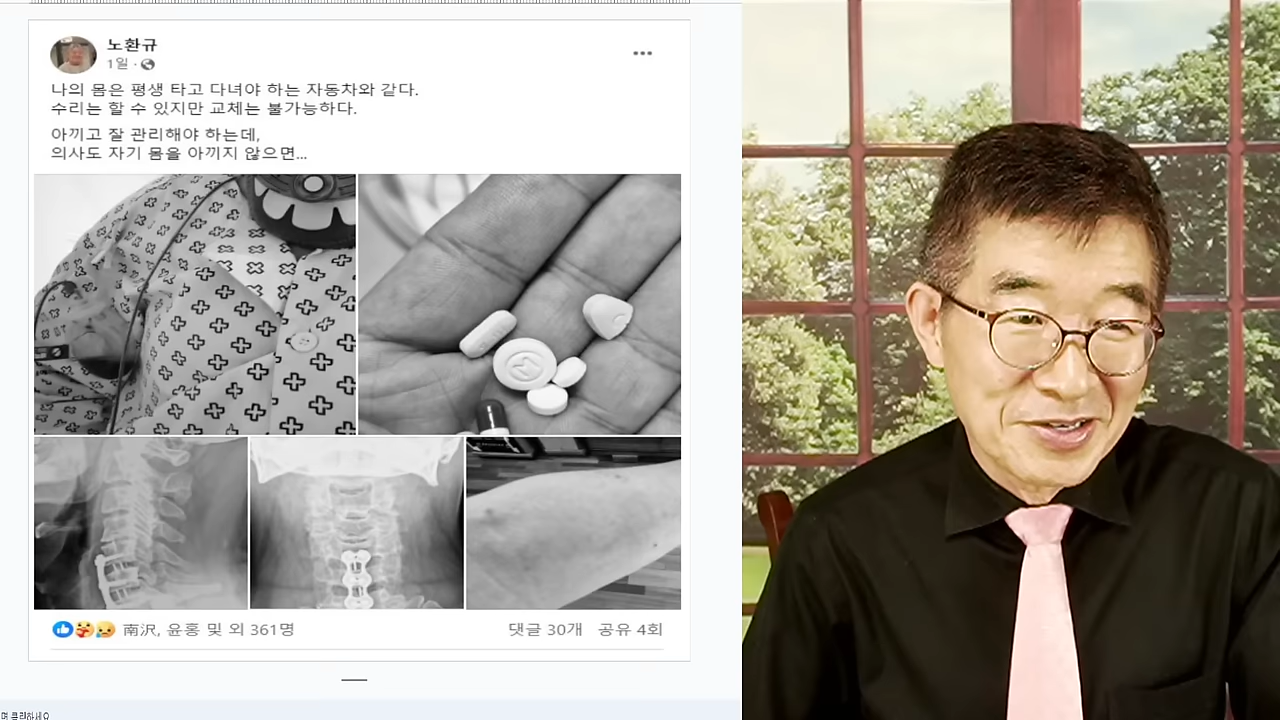 노환규
1일
나의 몸은 평생 타고 다녀야 하는 자동차와 같다.
수리는 할 수 있지만 교체는 불가능하다.
아끼고 잘 관리해야 하는데,
의사도 자기 몸을 아끼지 않으면...
南沢, 윤홍 및 외 361명
댓글 30개 공유 4회